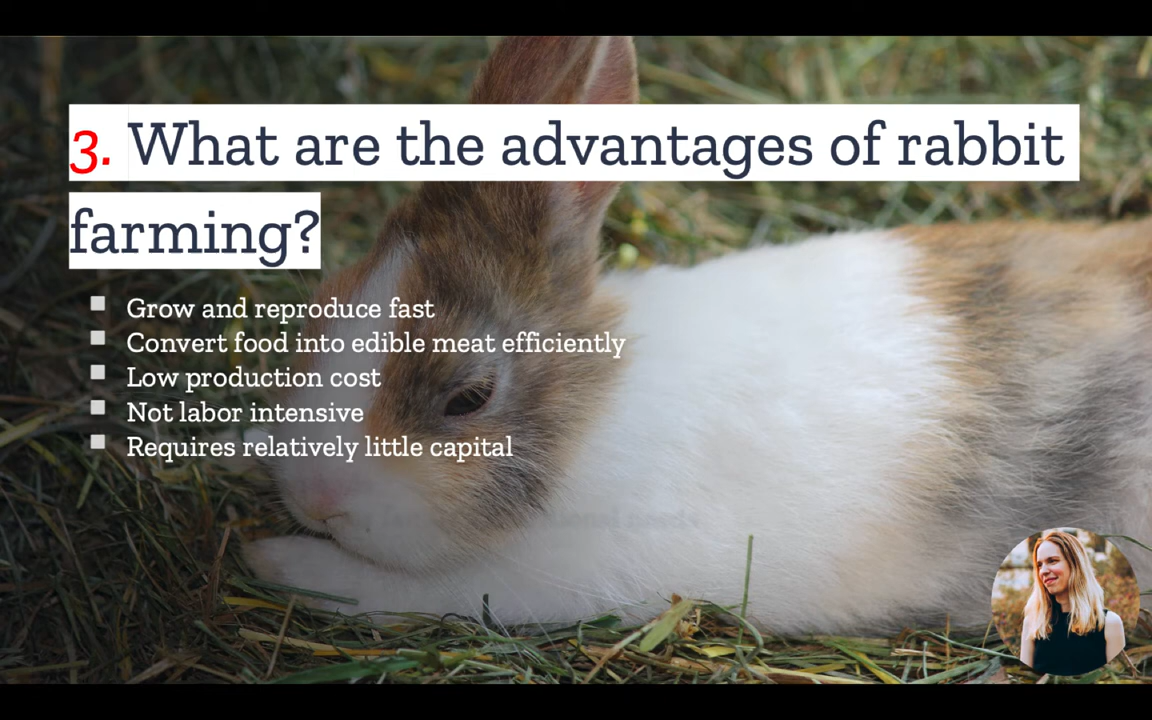 3. What are the advantages of rabbit
farming?
Grow and reproduce fast
Convert food into edible meat efficiently
Low production cost
Not labor intensive
Requires relatively little capital